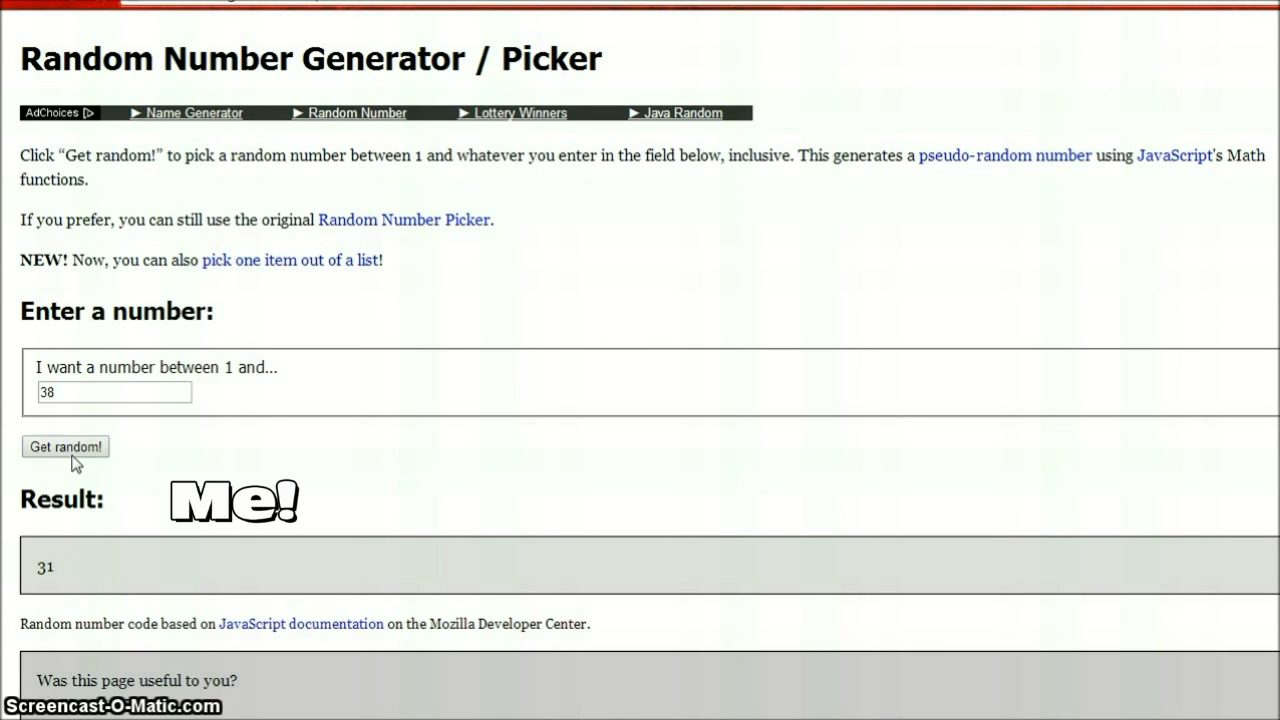 Random Number Generator / Picker
AdChoices ▶ Name Generator ▶ Random Number ▶ Lottery Winners ▶ Java Random
Click “Get random!” to pick a random number between 1 and whatever you enter in the field below, inclusive. This generates a pseudo-random number using JavaScript's Math
functions.
If you prefer, you can still use the original Random Number Picker.
NEW! Now, you can also pick one item out of a list!
Enter a number:
I want a number between 1 and...
38
Get random!
Result: Me!
31
Random number code based on JavaScript documentation on the Mozilla Developer Center.
Was this page useful to you?
Screencast-O-Matic.com